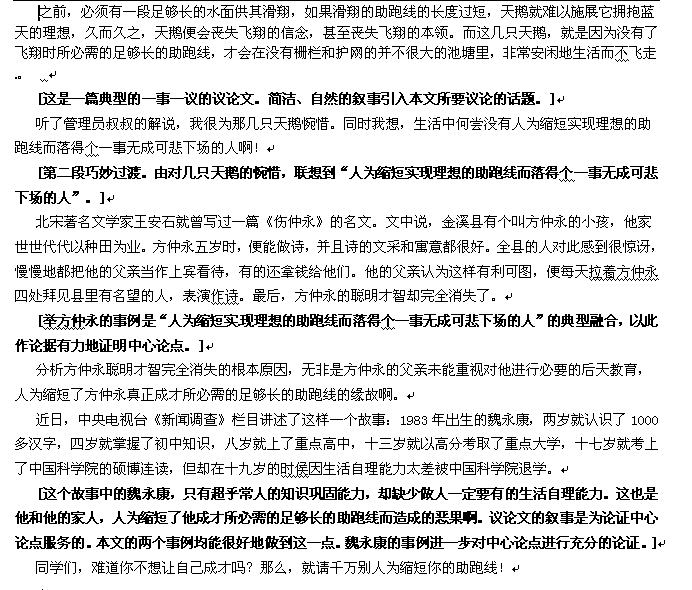 之前，必须有一段足够长的水面供其滑翔，如果滑翔的助跑线的长度过短，天鹅就难以施展它拥抱蓝
天的理想，久而久之，天鹅便会丧失飞翔的信念，甚至丧失飞翔的本领。而这几只天鹅，就是因为没有了
飞翔时所必需的足够长的助跑线，才会在没有栅栏和护网的并不很大的池塘里，非常安闲地生活而不飞走
。
[这是一篇典型的一事一议的议论文。简洁、自然的叙事引入本文所要议论的话题。]
听了管理员叔叔的解说，我很为那几只天鹅惋惜。同时我想，生活中何尝没有人为缩短实现理想的助
跑线而落得个一事无成可悲下场的人啊！
[第二段巧妙过渡。由对几只天鹅的惋惜，联想到“人为缩短实现理想的助跑线而落得个一事无成可悲
下场的人”。]
北宋著名文学家王安石就曾写过一篇《伤仲永》的名文。文中说，金溪县有个叫方仲永的小孩，他家
世世代代以种田为业。方仲永五岁时，便能做诗，并且诗的文采和寓意都很好。全县的人对此感到很惊讶，
慢慢地都把他的父亲当作上宾看待，有的还拿钱给他们。他的父亲认为这样有利可图，便每天拉着方仲永
四处拜见县里有名望的人，表演作诗。最后，方仲永的聪明才智却完全消失了。
[举方仲永的事例是“人为缩短实现理想的助跑线而落得个一事无成可悲下场的人”的典型融合，以此
作论据有力地证明中心论点。]
分析方仲永聪明才智完全消失的根本原因，无非是方仲永的父亲未能重视对他进行必要的后天教育，
人为缩短了方仲永真正成才所必需的足够长的助跑线的缘故啊。
近日，中央电视台《新闻调查》栏目讲述了这样一个故事：1983年出生的魏永康，两岁就认识了1000
多汉字，四岁就掌握了初中知识，八岁就上了重点高中，十三岁就以高分考取了重点大学，十七岁就考上
了中国科学院的硕博连读，但却在十九岁的时侯因生活自理能力太差被中国科学院退学。
[这个故事中的魏永康，只有超乎常人的知识巩固能力，却缺少做人一定要有的生活自理能力。这也是
他和他的家人，人为缩短了他成才所必需的足够长的助跑线而造成的恶果啊。议论文的叙事是为论证中心
论点服务的。本文的两个事例均能很好地做到这一点。魏永康的事例进一步对中心论点进行充分的论证。]
同学们，难道你不想让自己成才吗？那么，就请千万别人为缩短你的助跑线！